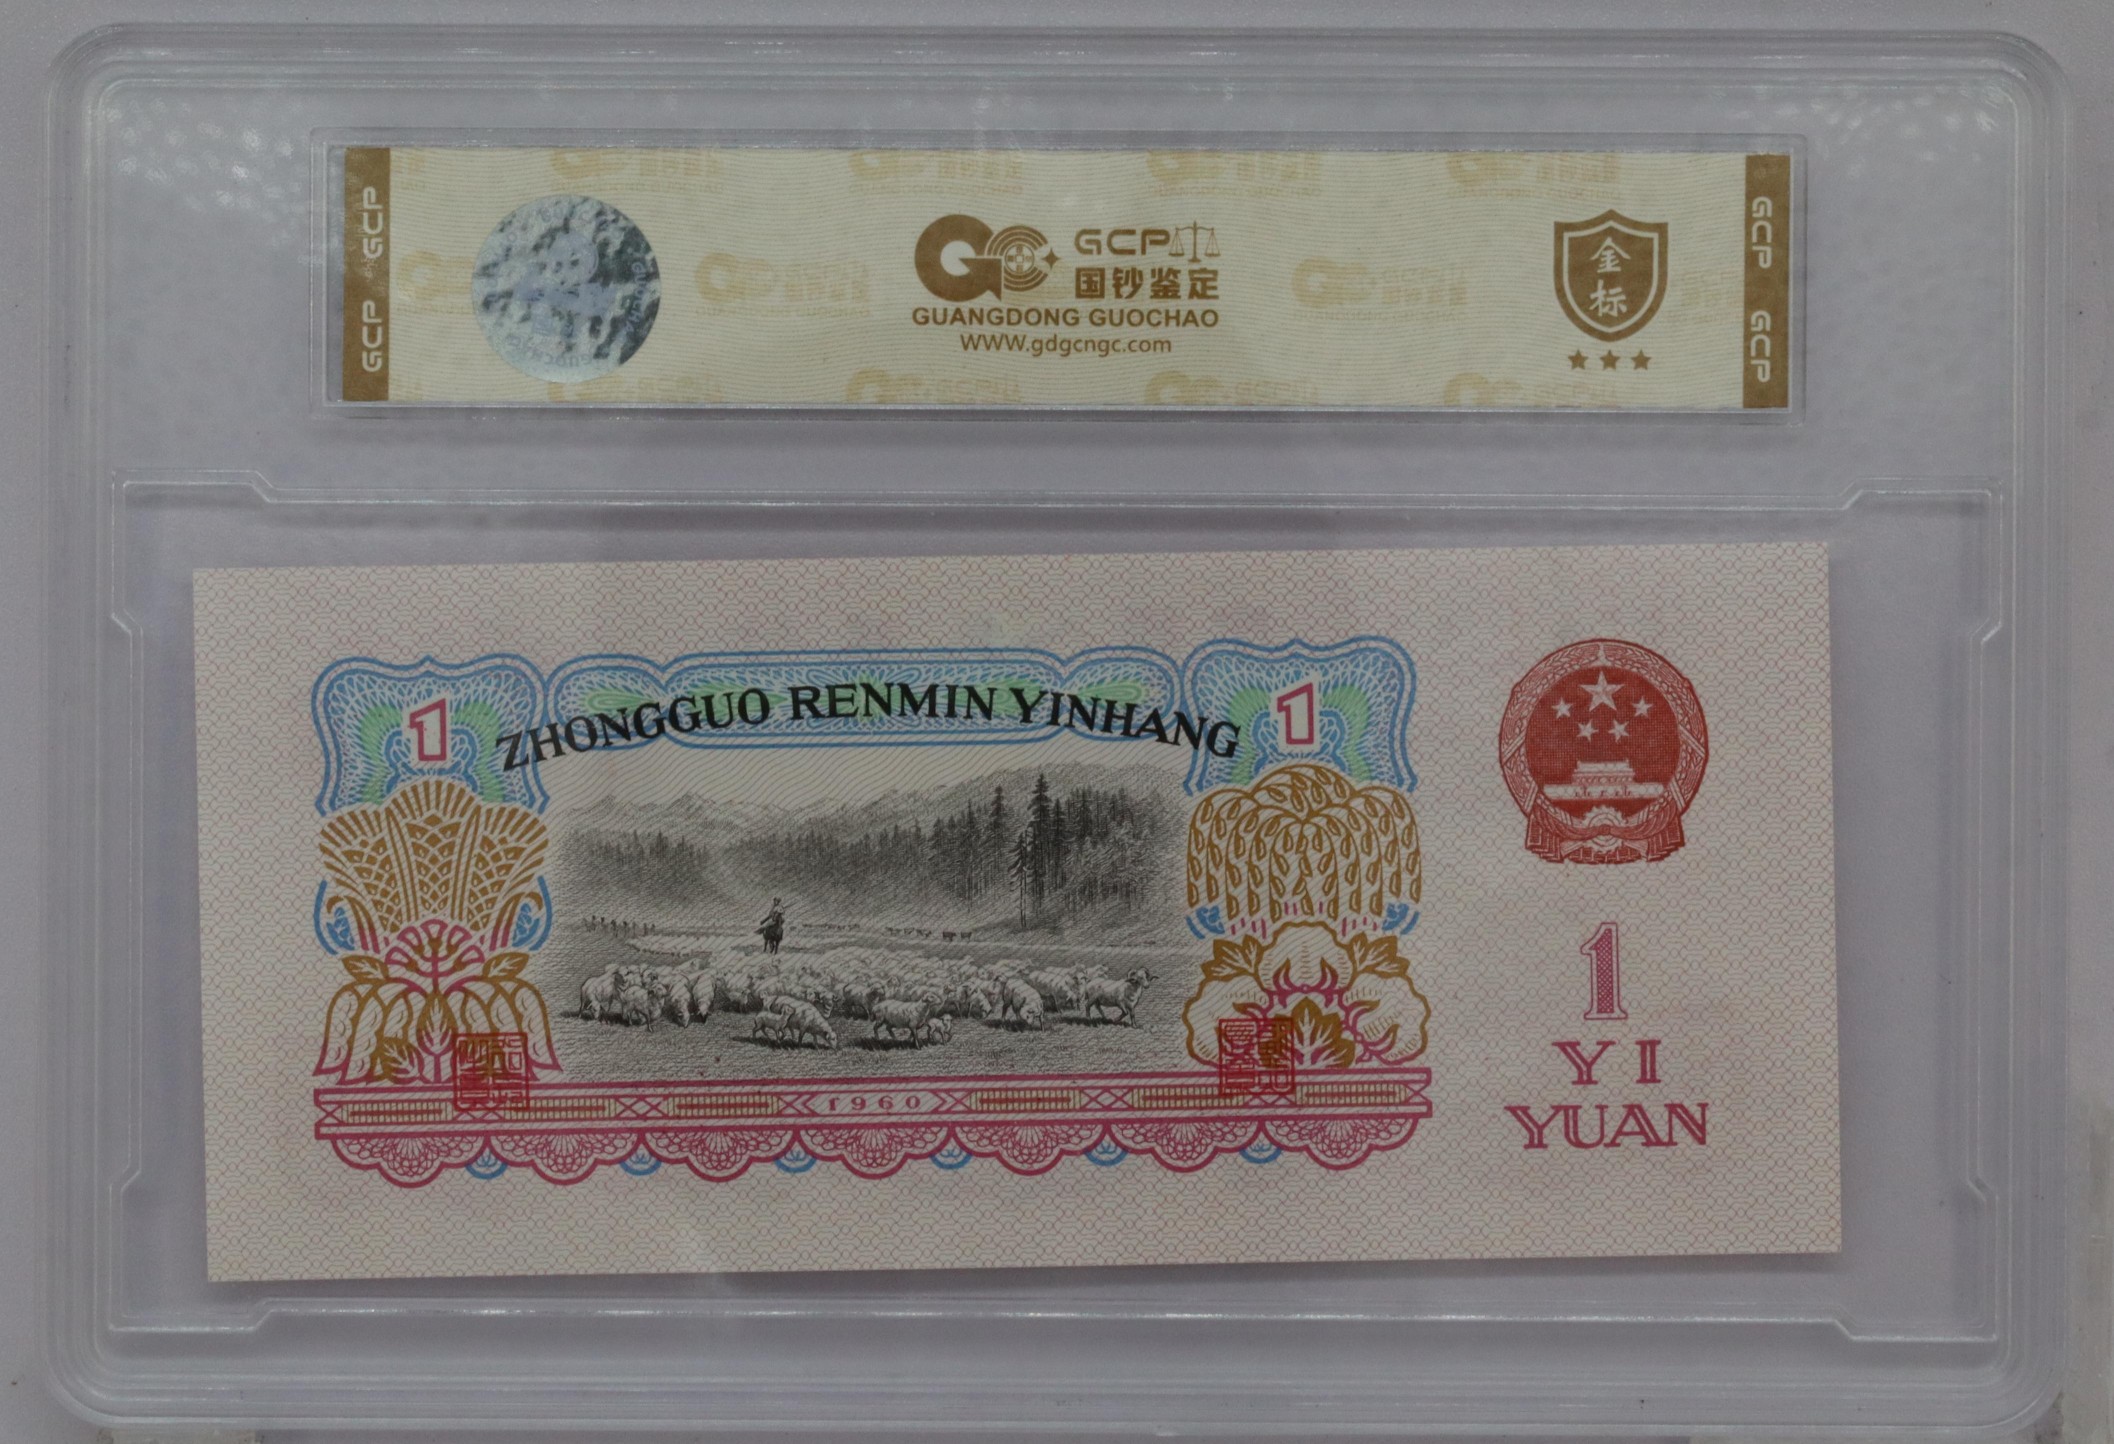 GCP GCP
GCP
国钞鉴定
GUANGDONG GUOCHAO
WWW.gdgcngc.com
金标
GCP GCP
1
ZHONGGUO RENMIN YINHANG
1
1960
1
YI
YUAN